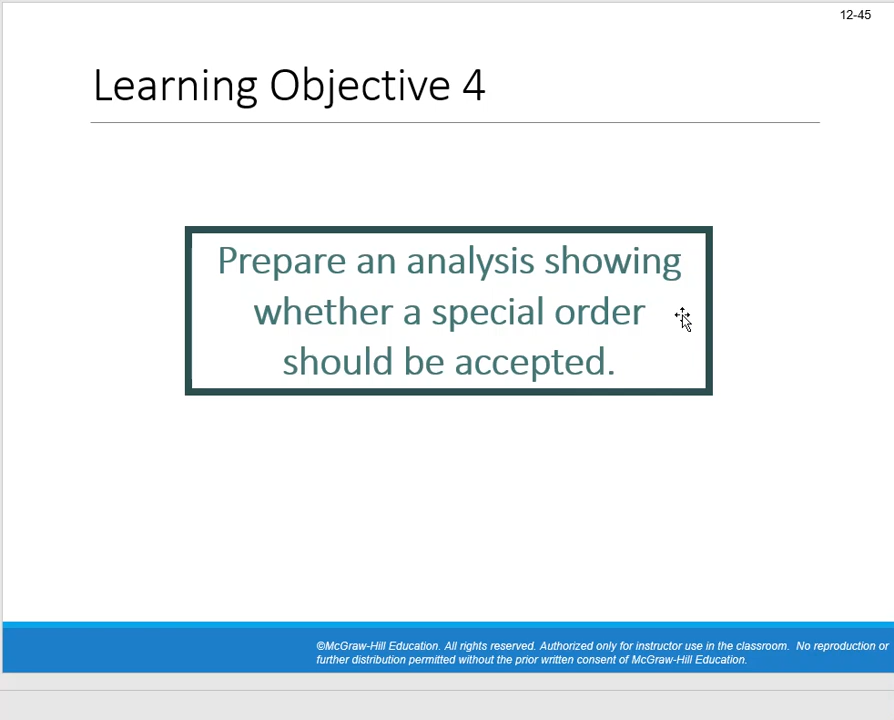 12-45
Learning Objective 4
Prepare an analysis showing
whether a special order
should be accepted.
©McGraw-Hill Education. All rights reserved. Authorized only for instructor use in the classroom.  No reproduction or
further distribution permitted without the prior written consent of McGraw-Hill Education.